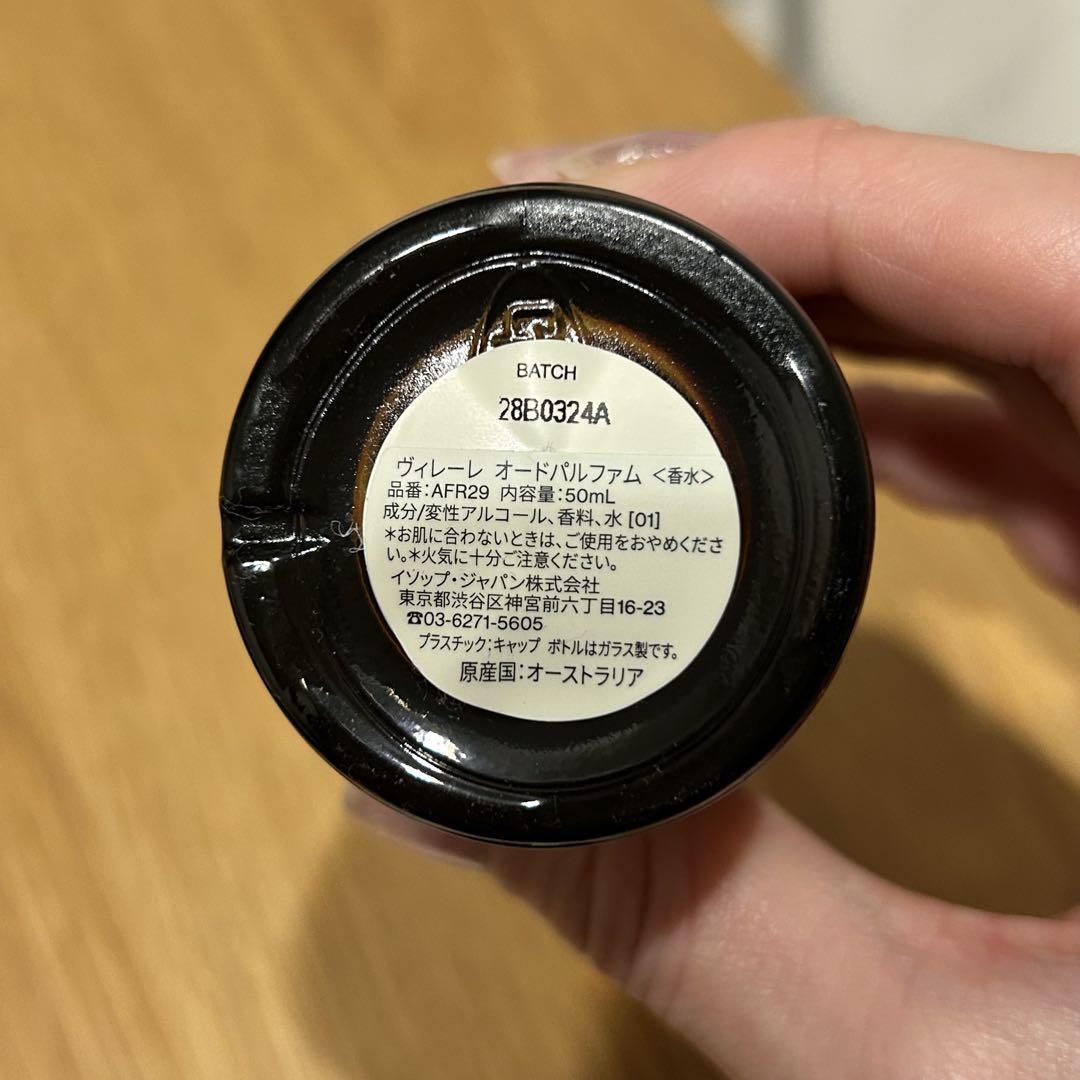 BATCH
28B0324A
ヴィレーレ オードパルファム <香水>
品番:AFR29 内容量:50mL
成分/変性アルコール、香料、水 [01]
*お肌に合わないときは、ご使用をおやめくださ
い。*火気に十分ご注意ください。
イソップ・ジャパン株式会社
東京都渋谷区神宮前六丁目16-23
☎03-6271-5605
プラスチック:キャップ ボトルはガラス製です。
原産国:オーストラリア